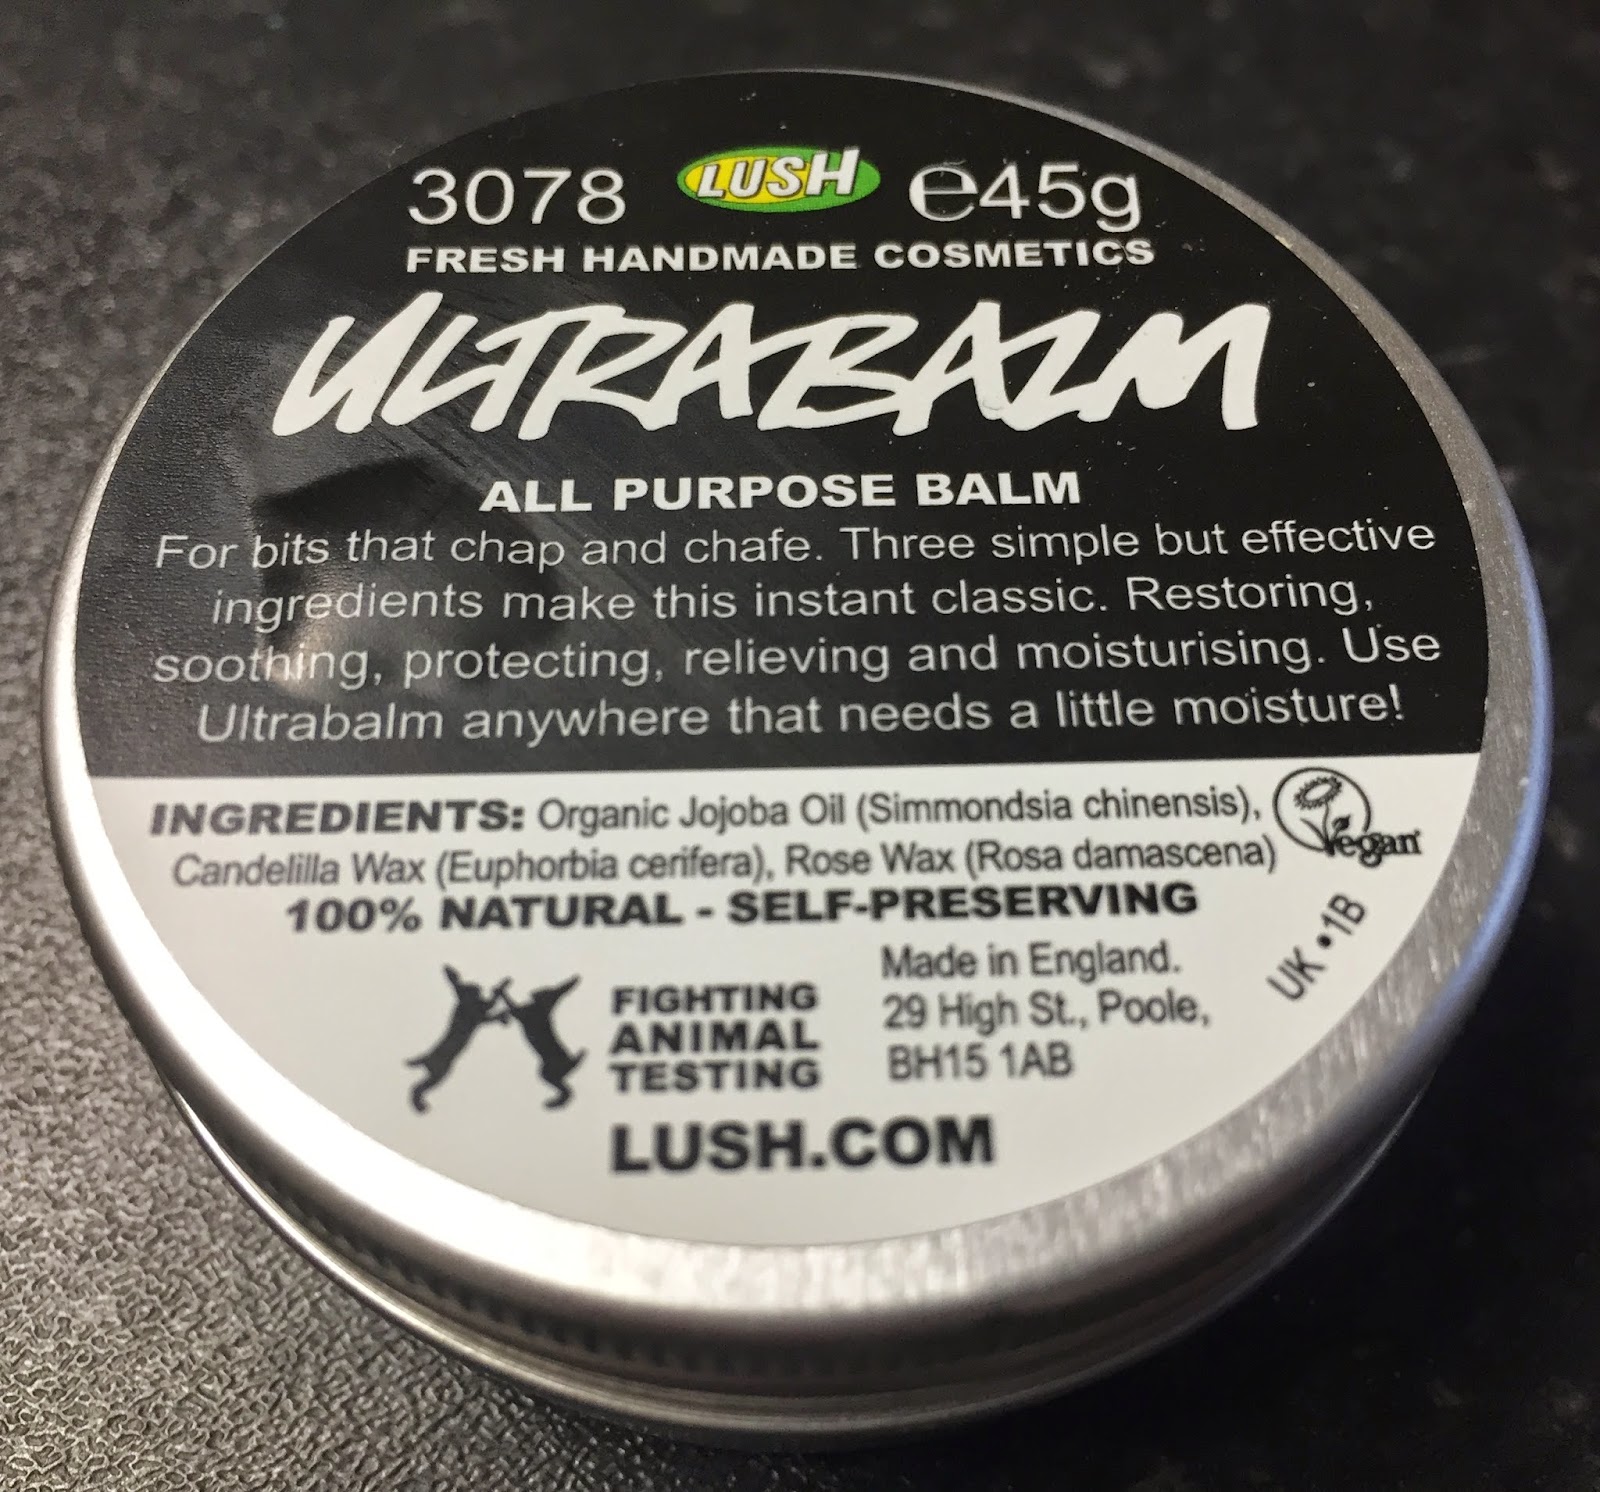 3078 LUSH e45g
FRESH HANDMADE COSMETICS
ULTRABALM
ALL PURPOSE BALM
For bits that chap and chafe. Three simple but effective
ingredients make this instant classic. Restoring,
soothing, protecting, relieving and moisturising. Use
Ultrabalm anywhere that needs a little moisture!
INGREDIENTS: Organic Jojoba Oil (Simmondsia chinensis),
Candelilla Wax (Euphorbia cerifera), Rose Wax (Rosa damascena)
Vegan
100% NATURAL - SELF-PRESERVING
UK • 1B
FIGHTING
ANIMAL
TESTING
Made in England.
29 High St., Poole,
BH15 1AB
LUSH.COM